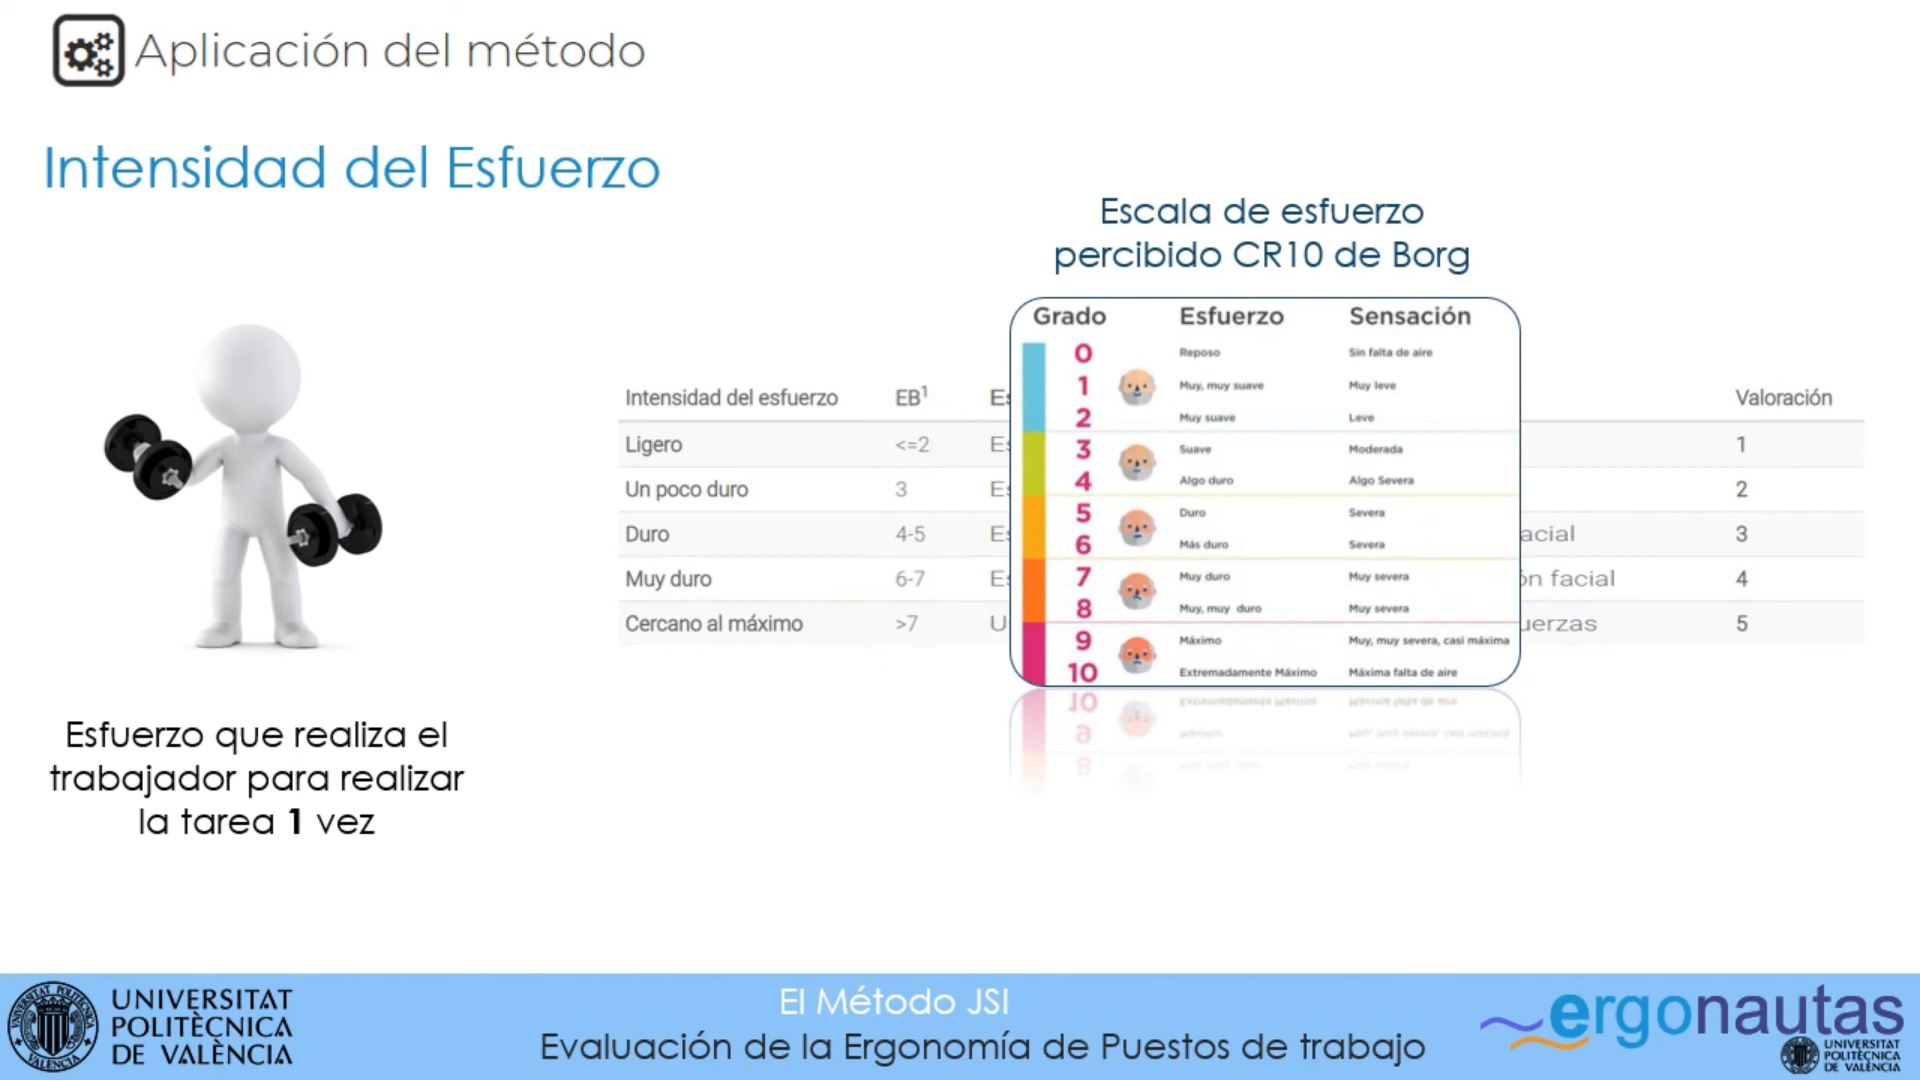 Aplicación del método
Intensidad del Esfuerzo
Escala de esfuerzo
percibido CR10 de Borg
Grado Esfuerzo Sensación
0 Reposo Sin falta de aire
1 Muy, muy suave Muy leve
2 Muy suave Leve
3 Suave Moderada
4 Algo duro Algo Severa
5 Duro Severa
6 Más duro Severa
7 Muy duro Muy severa
8 Muy, muy duro Muy severa
9 Máximo Muy, muy severa, casi máxima
10 Extremadamente Máximo Máxima falta de aire
Intensidad del esfuerzo EB¹ Valoración
Ligero <=2 1
Un poco duro 3 2
Duro 4-5 3
Muy duro 6-7 facial 4
Cercano al máximo >7 5
Esfuerzo que realiza el
trabajador para realizar
la tarea 1 vez
UNIVERSITAT
POLITÈCNICA
DE VALÈNCIA
El Método JSI
Evaluación de la Ergonomía de Puestos de trabajo
ergonautas
UNIVERSITAT
POLITÈCNICA
DE VALÈNCIA